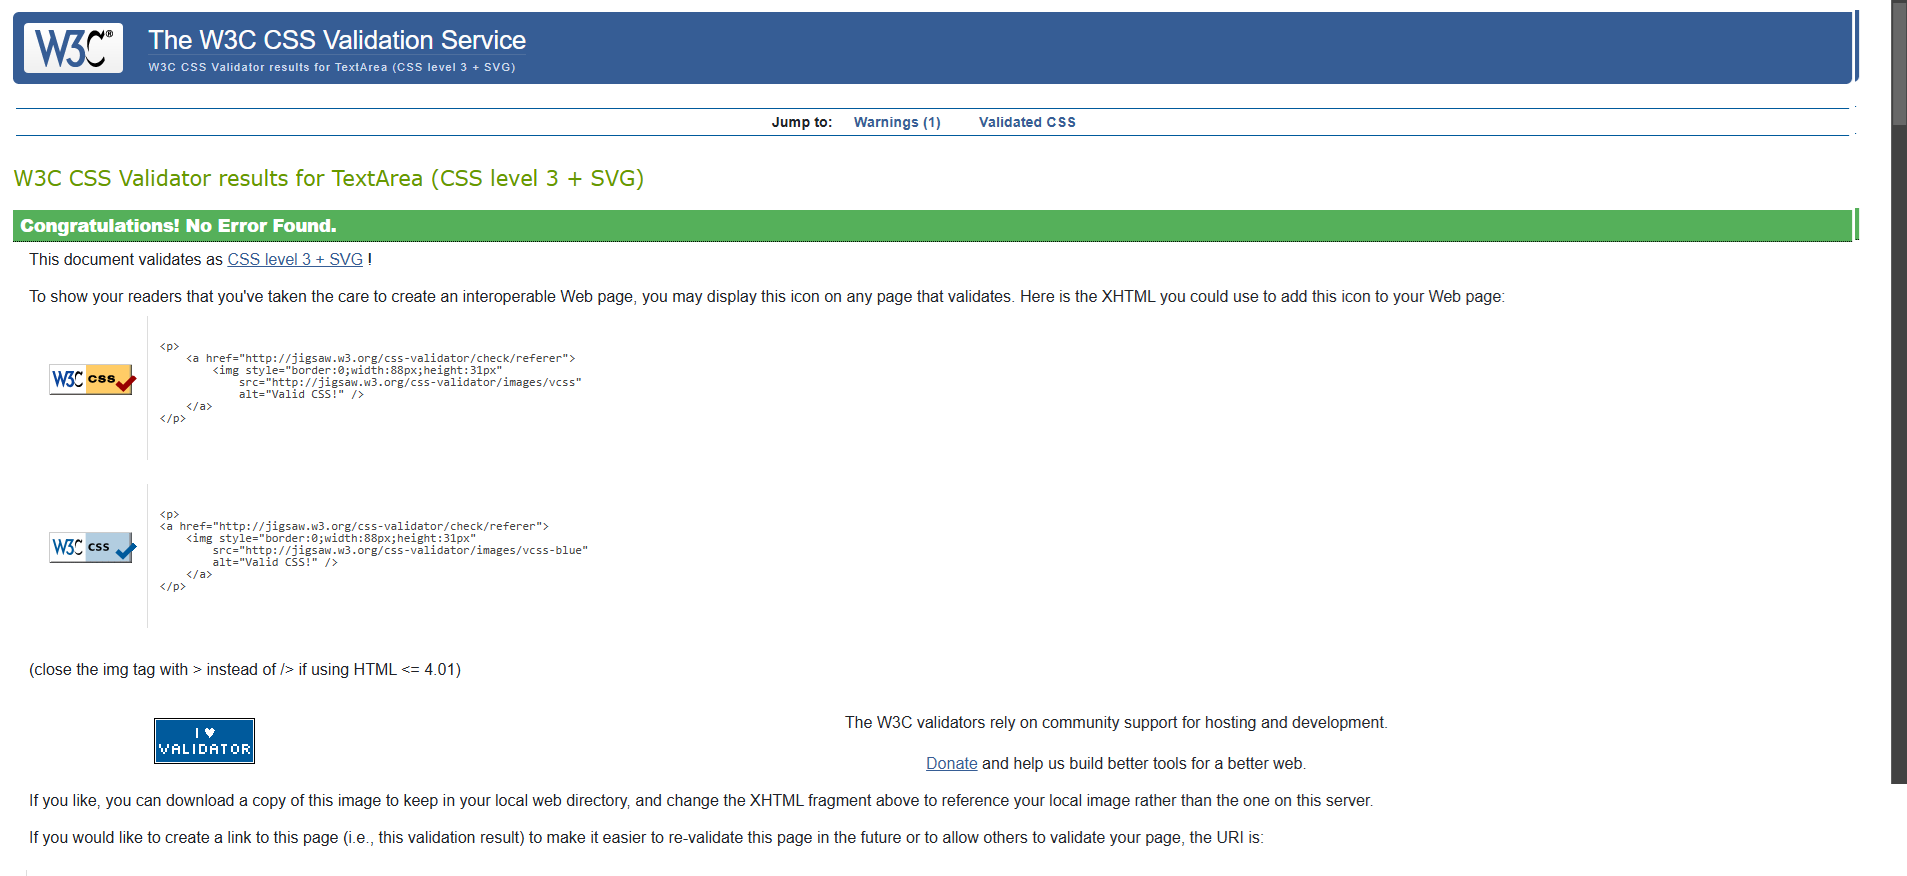 W3C®
The W3C CSS Validation Service
W3C CSS Validator results for TextArea (CSS level 3 + SVG)
Jump to: Warnings (1) Validated CSS
W3C CSS Validator results for TextArea (CSS level 3 + SVG)
Congratulations! No Error Found.
This document validates as CSS level 3 + SVG !
To show your readers that you've taken the care to create an interoperable Web page, you may display this icon on any page that validates. Here is the XHTML you could use to add this icon to your Web page:
W3C css
<p>
    <a href="http://jigsaw.w3.org/css-validator/check/referer">
        <img style="border:0;width:88px;height:31px"
            src="http://jigsaw.w3.org/css-validator/images/vcss"
            alt="Valid CSS!" />
    </a>
</p>
W3C css
<p>
<a href="http://jigsaw.w3.org/css-validator/check/referer">
    <img style="border:0;width:88px;height:31px"
        src="http://jigsaw.w3.org/css-validator/images/vcss-blue"
        alt="Valid CSS!" />
    </a>
</p>
(close the img tag with > instead of /> if using HTML <= 4.01)
I ♥
VALIDATOR
The W3C validators rely on community support for hosting and development.
Donate and help us build better tools for a better web.
If you like, you can download a copy of this image to keep in your local web directory, and change the XHTML fragment above to reference your local image rather than the one on this server.
If you would like to create a link to this page (i.e., this validation result) to make it easier to re-validate this page in the future or to allow others to validate your page, the URI is: